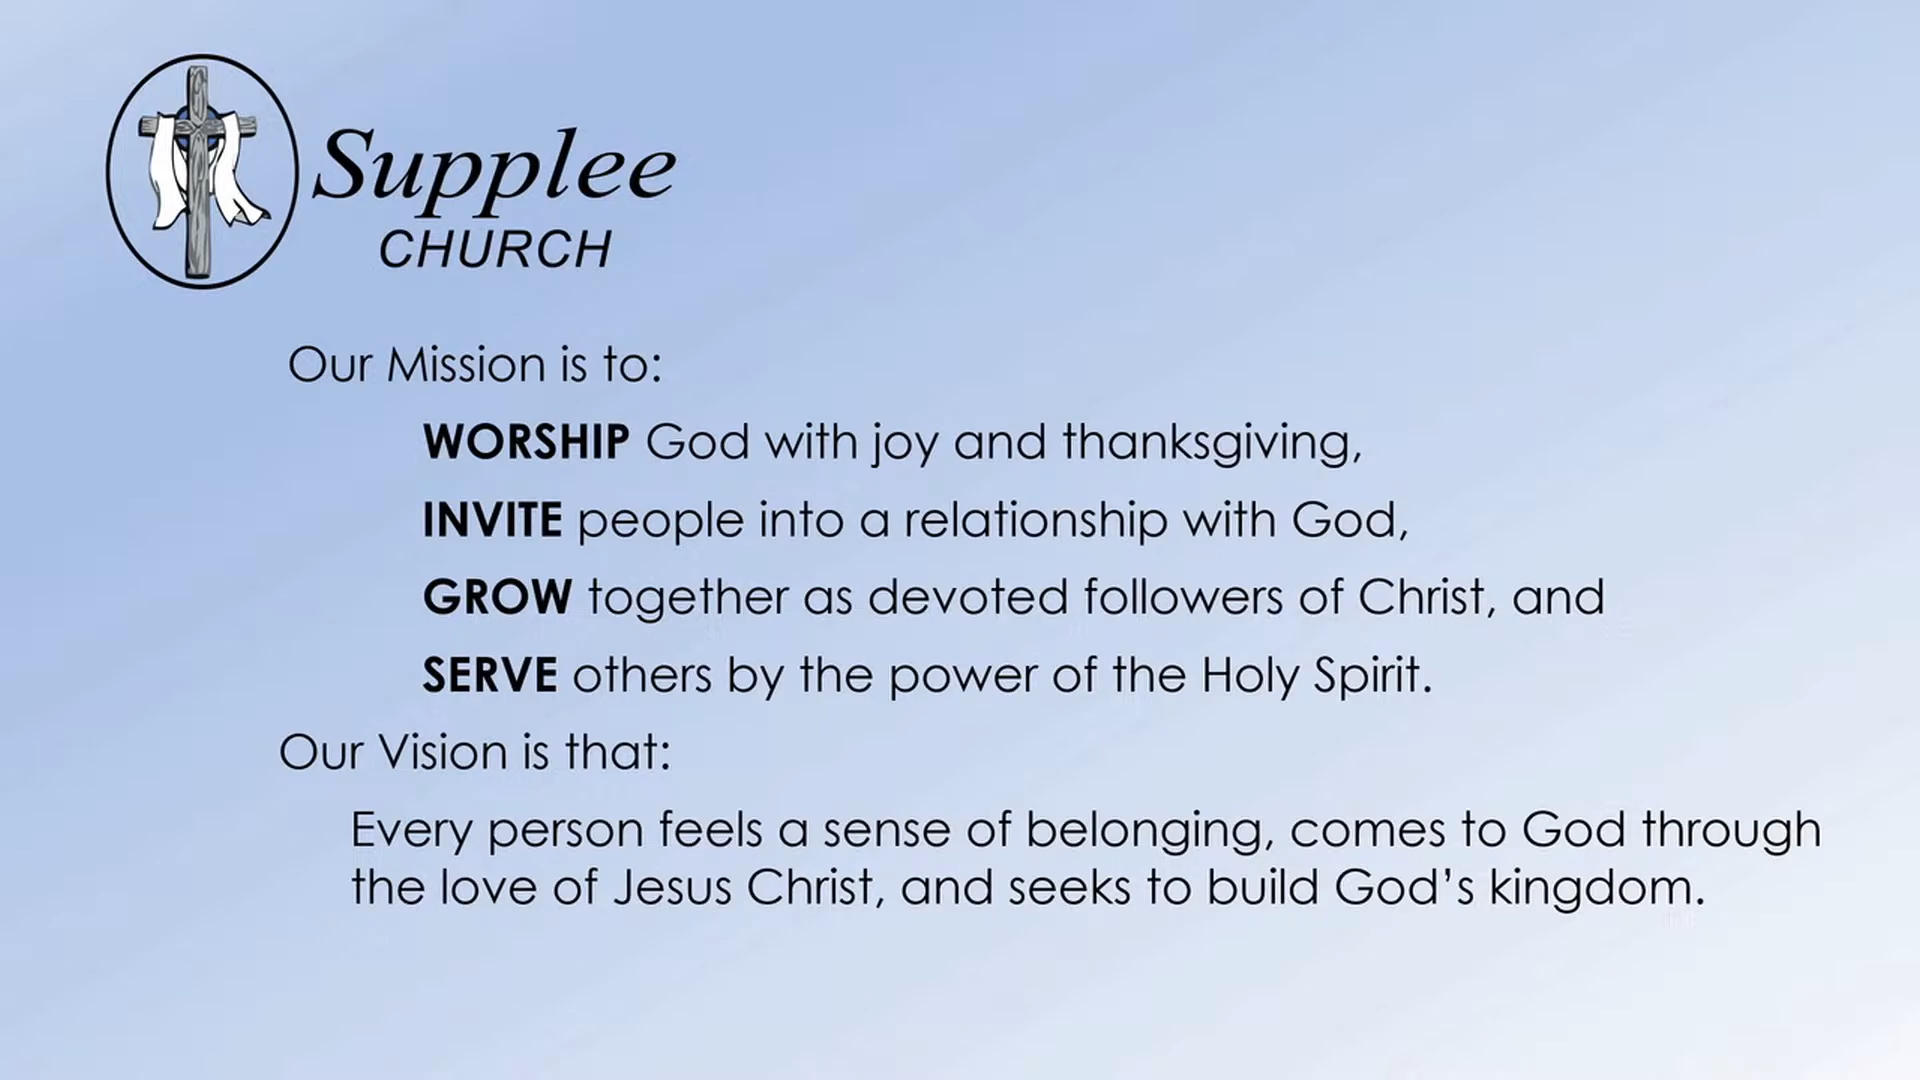 Supplee
CHURCH
Our Mission is to:
WORSHIP God with joy and thanksgiving,
INVITE people into a relationship with God,
GROW together as devoted followers of Christ, and
SERVE others by the power of the Holy Spirit.
Our Vision is that:
Every person feels a sense of belonging, comes to God through
the love of Jesus Christ, and seeks to build God’s kingdom.